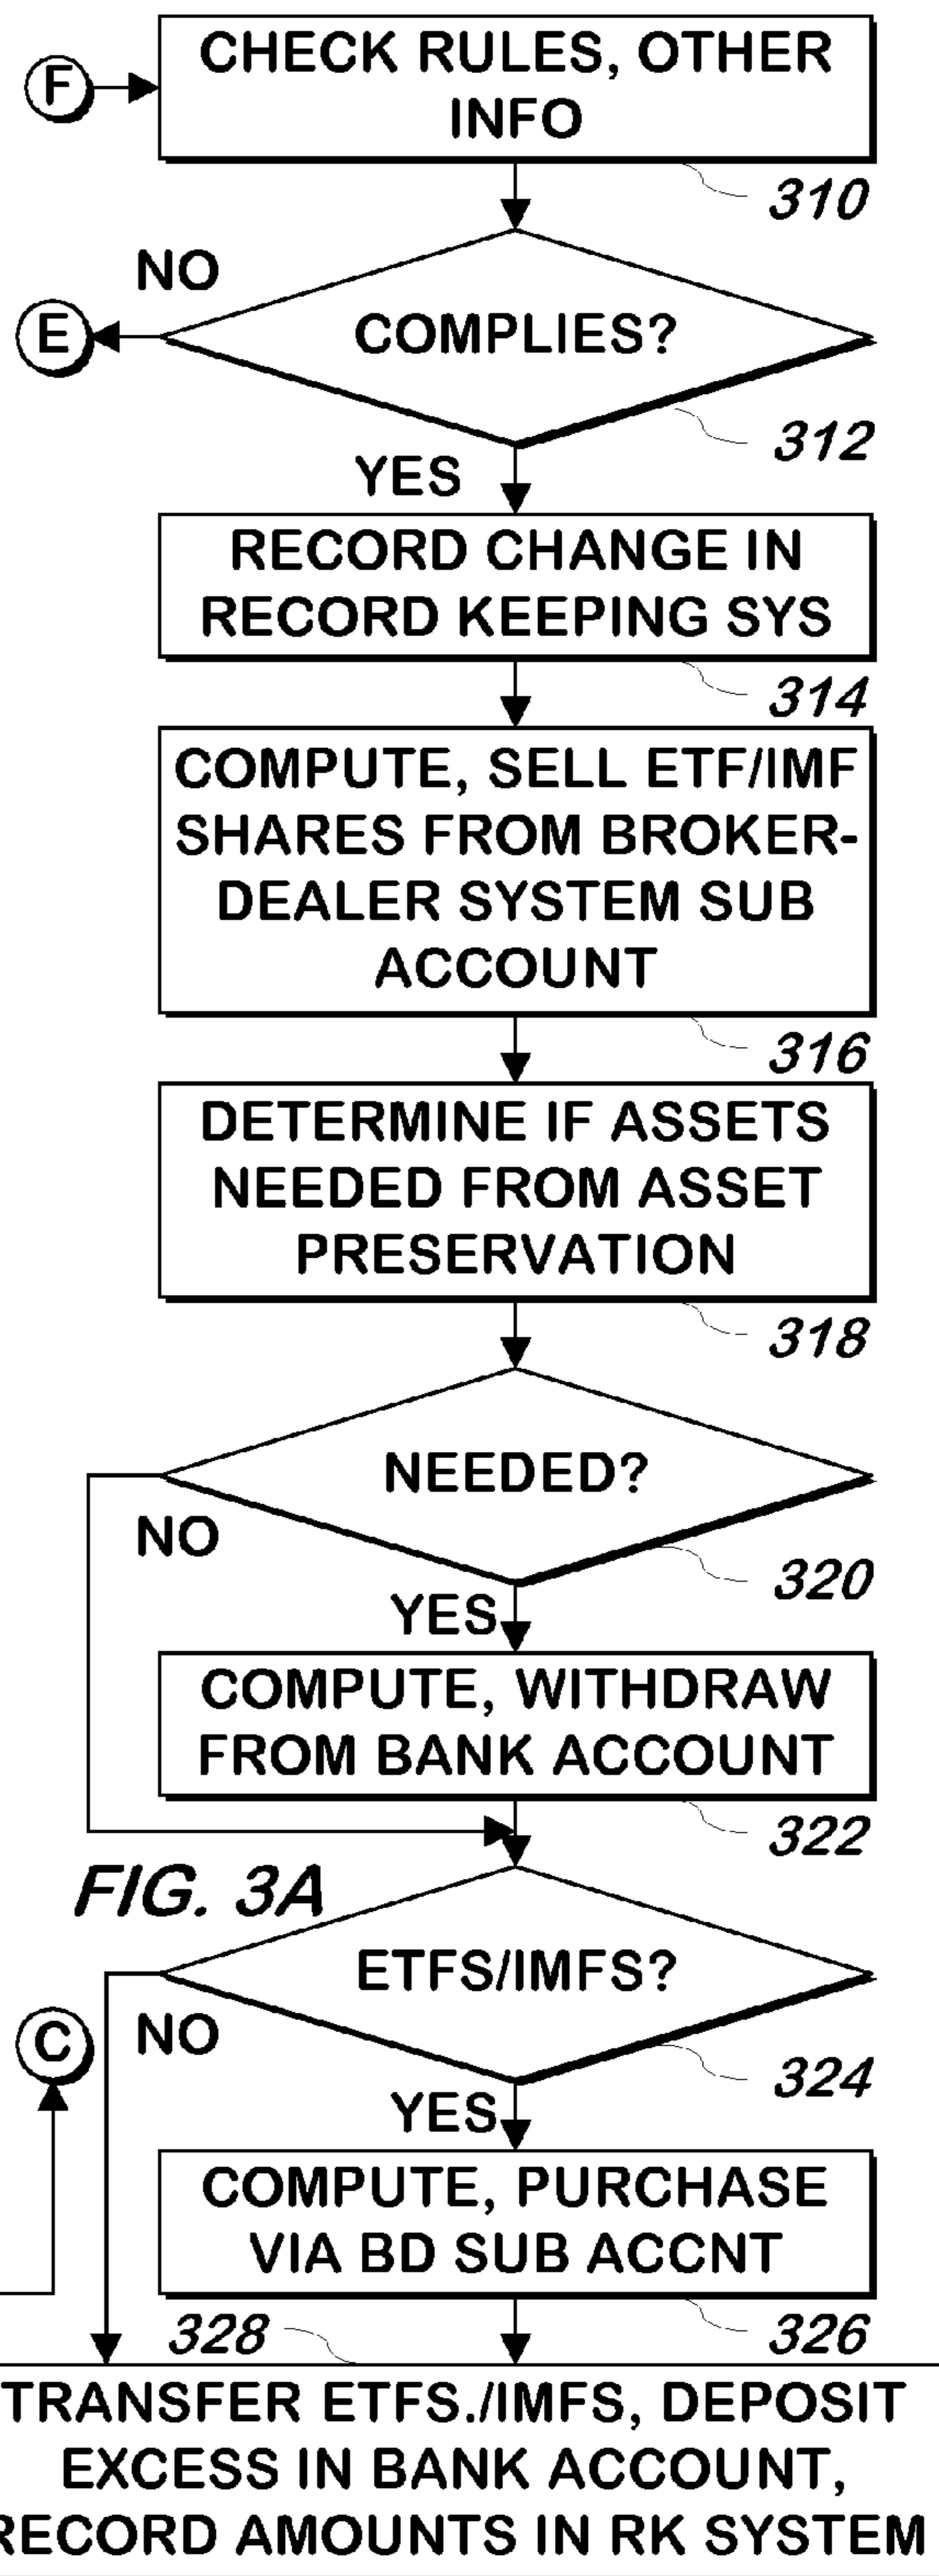 CHECK RULES, OTHER
INFO
F
310
NO
COMPLIES?
E
312
YES
RECORD CHANGE IN
RECORD KEEPING SYS
314
COMPUTE, SELL ETF/IMF
SHARES FROM BROKER-
DEALER SYSTEM SUB
ACCOUNT
316
DETERMINE IF ASSETS
NEEDED FROM ASSET
PRESERVATION
318
NEEDED?
NO
320
YES
COMPUTE, WITHDRAW
FROM BANK ACCOUNT
322
FIG. 3A
ETFS/IMFS?
C
NO
324
YES
COMPUTE, PURCHASE
VIA BD SUB ACCNT
328
326
TRANSFER ETFS./IMFS, DEPOSIT
EXCESS IN BANK ACCOUNT,
RECORD AMOUNTS IN RK SYSTEM